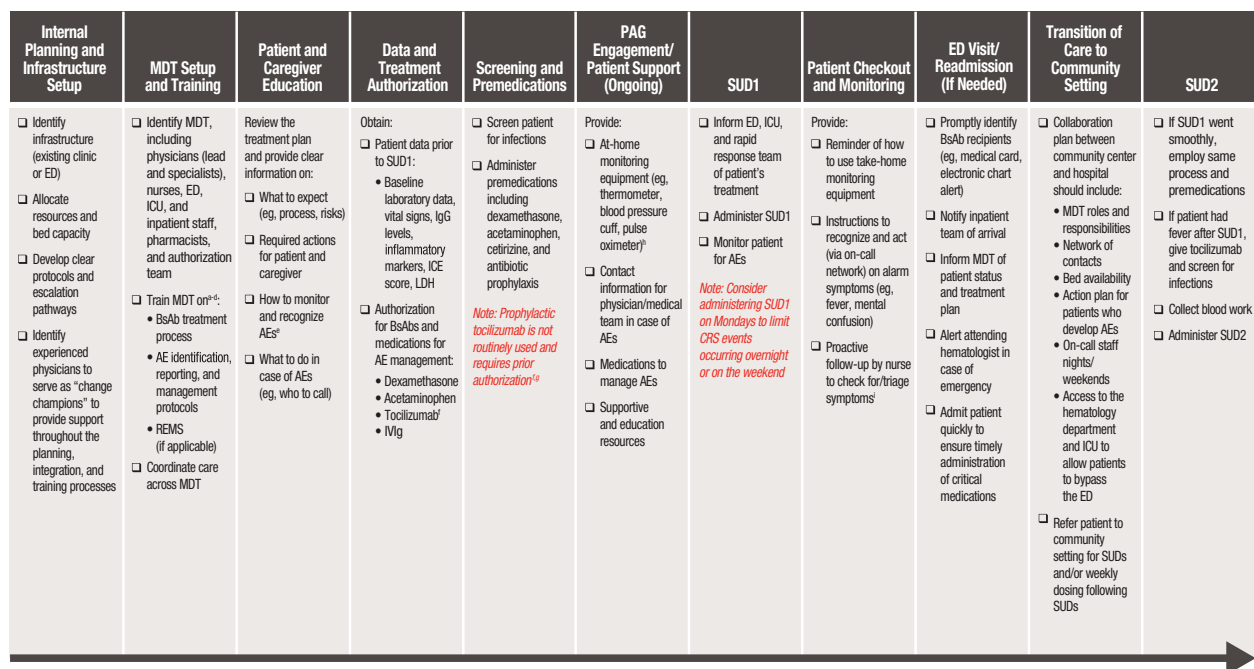 Internal
Planning and
Infrastructure
Setup
MDT Setup
and Training
Patient and
Caregiver
Education
Data and
Treatment
Authorization
Screening and
Premedications
PAG
Engagement/
Patient Support
(Ongoing)
SUD1
Patient Checkout
and Monitoring
ED Visit/
Readmission
(If Needed)
Transition of
Care to
Community
Setting
SUD2
❑ Identify
infrastructure
(existing clinic
or ED)
❑ Allocate
resources and
bed capacity
❑ Develop clear
protocols and
escalation
pathways
❑ Identify
experienced
physicians to
serve as “change
champions” to
provide support
throughout the
planning,
integration, and
training processes
❑ Identify MDT,
including
physicians (lead
and specialists),
nurses, ED,
ICU, and
inpatient staff,
pharmacists,
and authorization
team
❑ Train MDT on a-d:
• BsAb treatment
process
• AE identification,
reporting, and
management
protocols
• REMS
(if applicable)
❑ Coordinate care
across MDT
Review the
treatment plan
and provide clear
information on:
❑ What to expect
(eg, process, risks)
❑ Required actions
for patient and
caregiver
❑ How to monitor
and recognize
AEs e
❑ What to do in
case of AEs
(eg, who to call)
Obtain:
❑ Patient data prior
to SUD1:
• Baseline
laboratory data,
vital signs, IgG
levels,
inflammatory
markers, ICE
score, LDH
❑ Authorization
for BsAbs and
medications for
AE management:
• Dexamethasone
• Acetaminophen
• Tocilizumab f
• IVIg
❑ Screen patient
for infections
❑ Administer
premedications
including
dexamethasone,
acetaminophen,
cetirizine, and
antibiotic
prophylaxis
Note: Prophylactic
tocilizumab is not
routinely used and
requires prior
authorization f,g
Provide:
❑ At-home
monitoring
equipment (eg,
thermometer,
blood pressure
cuff, pulse
oximeter) h
❑ Contact
information for
physician/medical
team in case of
AEs
❑ Medications to
manage AEs
❑ Supportive
and education
resources
❑ Inform ED, ICU,
and rapid
response team
of patient’s
treatment
❑ Administer SUD1
❑ Monitor patient
for AEs
Note: Consider
administering SUD1
on Mondays to limit
CRS events
occurring overnight
or on the weekend
Provide:
❑ Reminder of how
to use take-home
monitoring
equipment
❑ Instructions to
recognize and act
(via on-call
network) on alarm
symptoms (eg,
fever, mental
confusion)
❑ Proactive
follow-up by nurse
to check for/triage
symptoms i
❑ Promptly identify
BsAb recipients
(eg, medical card,
electronic chart
alert)
❑ Notify inpatient
team of arrival
❑ Inform MDT of
patient status
and treatment
plan
❑ Alert attending
hematologist in
case of
emergency
❑ Admit patient
quickly to
ensure timely
administration
of critical
medications
❑ Collaboration
plan between
community center
and hospital
should include:
• MDT roles and
responsibilities
• Network of
contacts
• Bed availability
• Action plan for
patients who
develop AEs
• On-call staff
nights/
weekends
• Access to the
hematology
department
and ICU to
allow patients
to bypass
the ED
❑ Refer patient to
community
setting for SUDs
and/or weekly
dosing following
SUDs
❑ If SUD1 went
smoothly,
employ same
process and
premedications
❑ If patient had
fever after SUD1,
give tocilizumab
and screen for
infections
❑ Collect blood work
❑ Administer SUD2